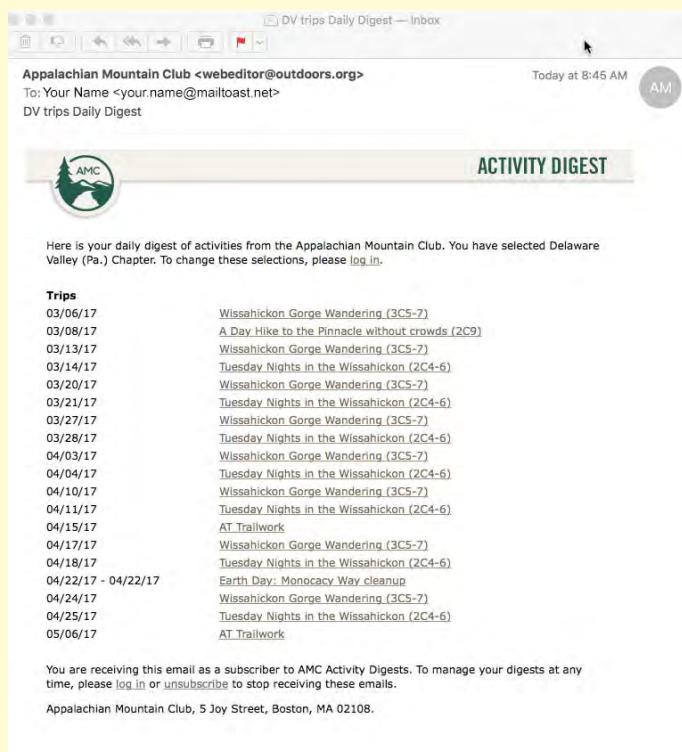 DV trips Daily Digest — Inbox
Appalachian Mountain Club <webeditor@outdoors.org>
Today at 8:45 AM
AM
To: Your Name <your.name@mailtoast.net>
DV trips Daily Digest
AMC
ACTIVITY DIGEST
Here is your daily digest of activities from the Appalachian Mountain Club. You have selected Delaware
Valley (Pa.) Chapter. To change these selections, please log in.
Trips
03/06/17 Wissahickon Gorge Wandering (3C5-7)
03/08/17 A Day Hike to the Pinnacle without crowds (2C9)
03/13/17 Wissahickon Gorge Wandering (3C5-7)
03/14/17 Tuesday Nights in the Wissahickon (2C4-6)
03/20/17 Wissahickon Gorge Wandering (3C5-7)
03/21/17 Tuesday Nights in the Wissahickon (2C4-6)
03/27/17 Wissahickon Gorge Wandering (3C5-7)
03/28/17 Tuesday Nights in the Wissahickon (2C4-6)
04/03/17 Wissahickon Gorge Wandering (3C5-7)
04/04/17 Tuesday Nights in the Wissahickon (2C4-6)
04/10/17 Wissahickon Gorge Wandering (3C5-7)
04/11/17 Tuesday Nights in the Wissahickon (2C4-6)
04/15/17 AT Trailwork
04/17/17 Wissahickon Gorge Wandering (3C5-7)
04/18/17 Tuesday Nights in the Wissahickon (2C4-6)
04/22/17 - 04/22/17 Earth Day: Monocacy Way cleanup
04/24/17 Wissahickon Gorge Wandering (3C5-7)
04/25/17 Tuesday Nights in the Wissahickon (2C4-6)
05/06/17 AT Trailwork
You are receiving this email as a subscriber to AMC Activity Digests. To manage your digests at any
time, please log in or unsubscribe to stop receiving these emails.
Appalachian Mountain Club, 5 Joy Street, Boston, MA 02108.